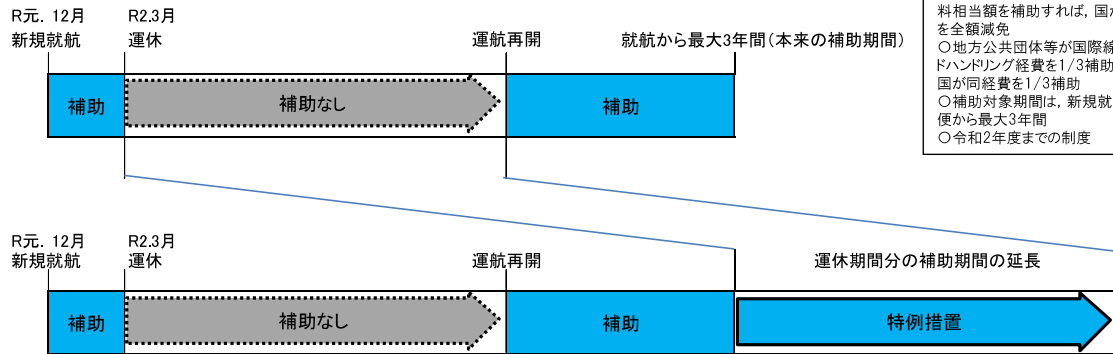 R元．12月
新規就航
R2.3月
運休
運航再開
就航から最大3年間（本来の補助期間）
補助
補助なし
補助
料相当額を補助すれば，国が
を全額減免
○地方公共団体等が国際線
ドハンドリング経費を1/3補助
国が同経費を1/3補助
○補助対象期間は，新規就
便から最大3年間
○令和2年度までの制度
R元．12月
新規就航
R2.3月
運休
運航再開
運休期間分の補助期間の延長
補助
補助なし
補助
特例措置